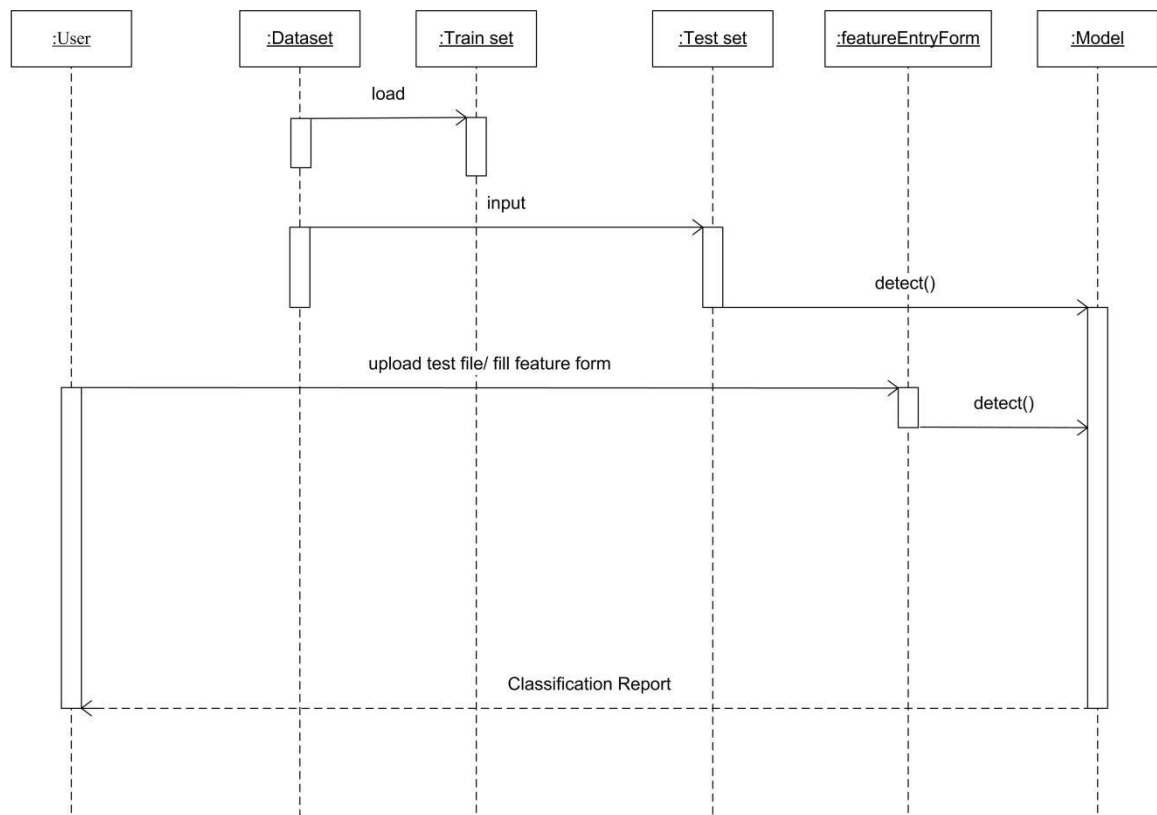 :User
:Dataset
:Train set
:Test set
:featureEntryForm
:Model
load
input
detect()
upload test file/ fill feature form
detect()
Classification Report